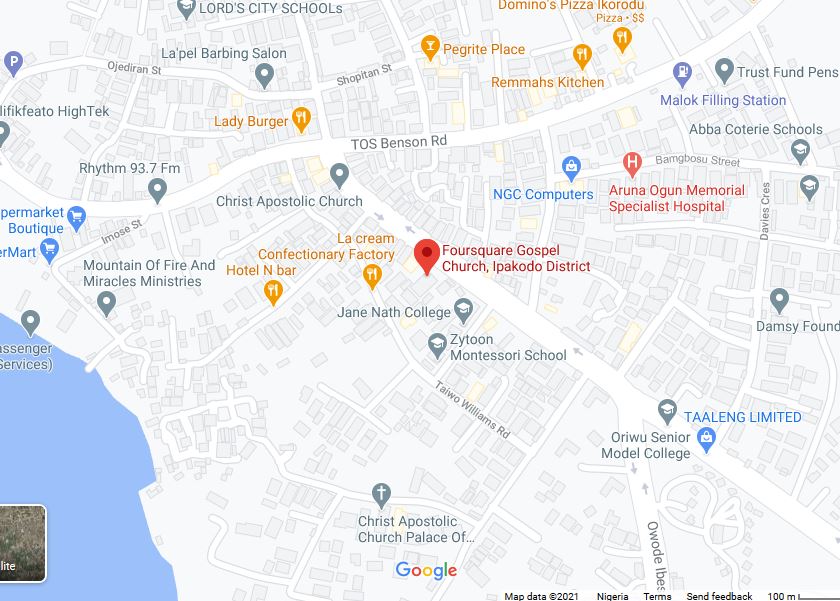 LORD'S CITY SCHOOLS
Domino's Pizza Ikorodu
Pizza • $$
P
La'pel Barbing Salon
Pegrite Place
Ojediran St
Shopitan St
Remmahs Kitchen
Trust Fund Pens
Malok Filling Station
lifikfeato HighTek
Lady Burger
TOS Benson Rd
Abba Coterie Schools
Bamgbosu Street
H
Rhythm 93.7 Fm
NGC Computers
Aruna Ogun Memorial
Specialist Hospital
Christ Apostolic Church
Davies Cres
permarket
Boutique
erMart
Imose St
La cream
Confectionary Factory
Hotel N bar
Foursquare Gospel
Church, Ipakodo District
Mountain Of Fire And
Miracles Ministries
Jane Nath College
Damsy Found
assenger
Services)
Zytoon
Montessori School
Taiwo Williams Rd
TAALENG LIMITED
Oriwu Senior
Model College
Christ Apostolic
Church Palace Of...
Owode Ibes
lite
Google
Map data ©2021 Nigeria Terms Send feedback 100 m